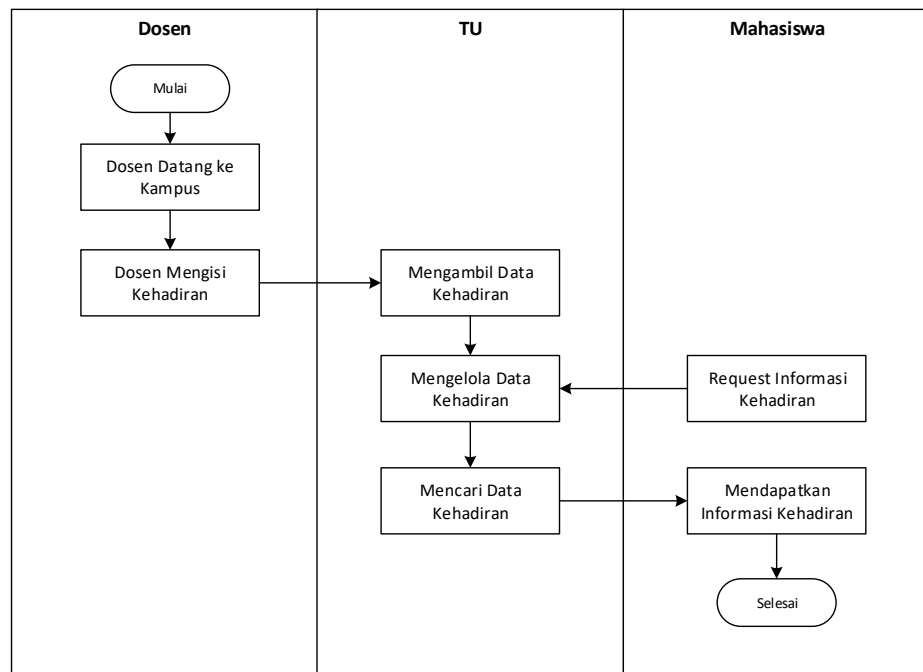 Dosen
TU
Mahasiswa
Mulai
Dosen Datang ke
Kampus
Dosen Mengisi
Kehadiran
Mengambil Data
Kehadiran
Mengelola Data
Kehadiran
Request Informasi
Kehadiran
Mencari Data
Kehadiran
Mendapatkan
Informasi Kehadiran
Selesai